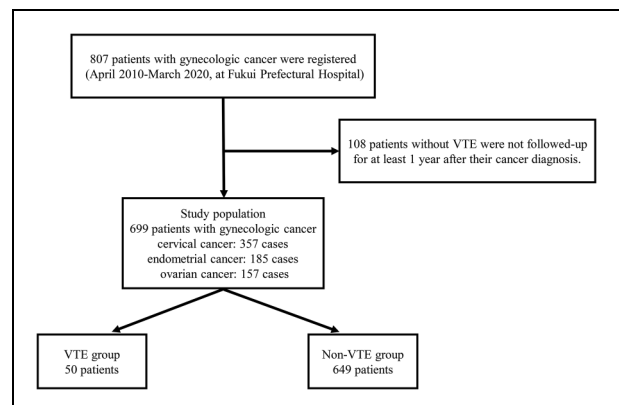 807 patients with gynecologic cancer were registered
(April 2010-March 2020, at Fukui Prefectural Hospital)
108 patients without VTE were not followed-up
for at least 1 year after their cancer diagnosis.
Study population
699 patients with gynecologic cancer
cervical cancer: 357 cases
endometrial cancer: 185 cases
ovarian cancer: 157 cases
VTE group
50 patients
Non-VTE group
649 patients